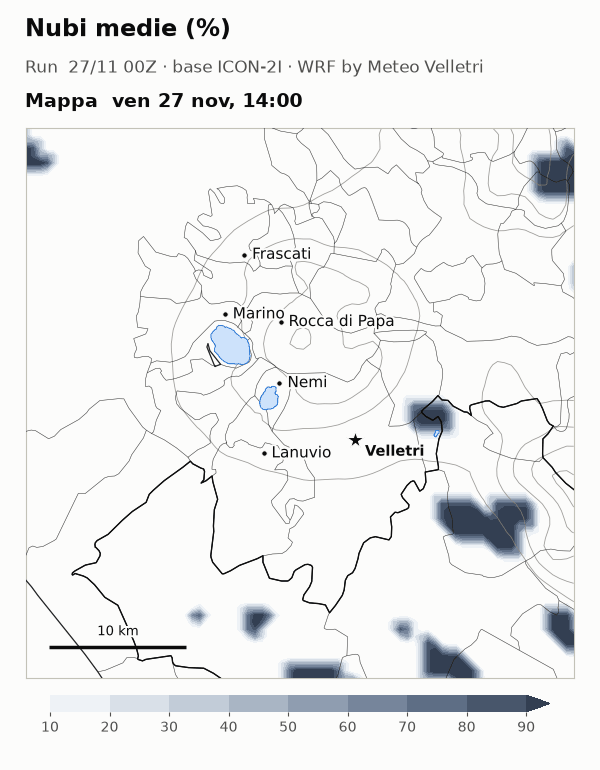 Nubi medie (%)
Run  27/11 00Z · base ICON-2I · WRF by Meteo Velletri
Mappa  ven 27 nov, 14:00
Frascati
Marino
Rocca di Papa
Nemi
Velletri
Lanuvio
10 km
10 20 30 40 50 60 70 80 90